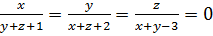 x/(y+z+1) = y/(x+z+2) = z/(x+y−3) = 0